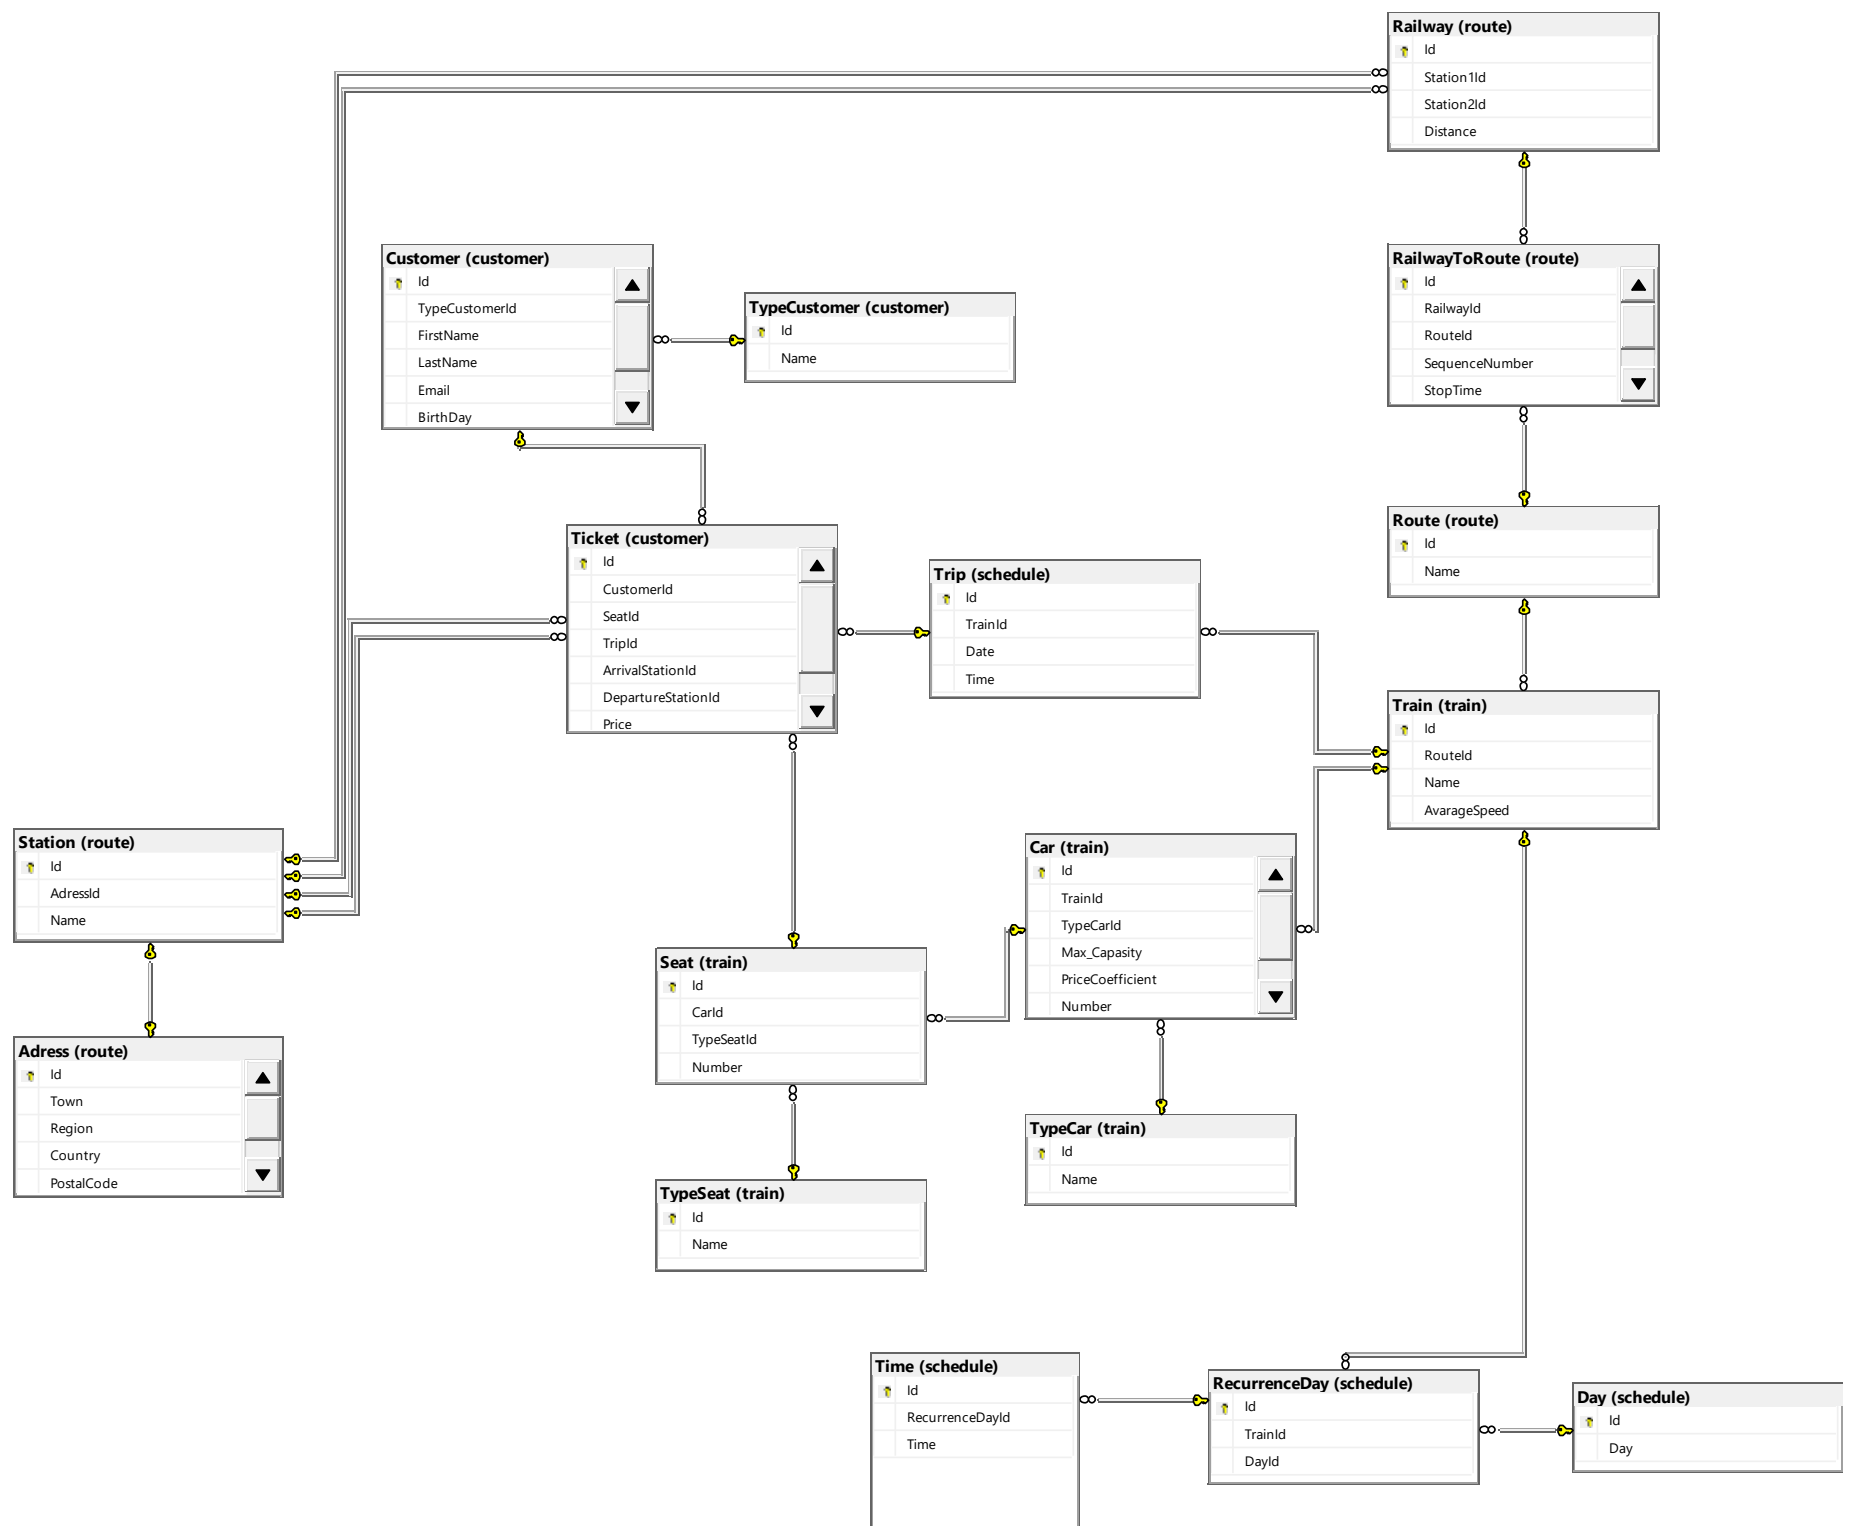 Railway (route)
Id
Station1Id
Station2Id
Distance
Customer (customer)
Id
TypeCustomerId
FirstName
LastName
Email
BirthDay
TypeCustomer (customer)
Id
Name
RailwayToRoute (route)
Id
RailwayId
RouteId
SequenceNumber
StopTime
Ticket (customer)
Id
CustomerId
SeatId
TripId
ArrivalStationId
DepartureStationId
Price
Trip (schedule)
Id
TrainId
Date
Time
Route (route)
Id
Name
Train (train)
Id
RouteId
Name
AvarageSpeed
Station (route)
Id
AdressId
Name
Car (train)
Id
TrainId
TypeCarId
Max_Capasity
PriceCoefficient
Number
Seat (train)
Id
CarId
TypeSeatId
Number
Adress (route)
Id
Town
Region
Country
PostalCode
TypeCar (train)
Id
Name
TypeSeat (train)
Id
Name
Time (schedule)
Id
RecurrenceDayId
Time
RecurrenceDay (schedule)
Id
TrainId
DayId
Day (schedule)
Id
Day